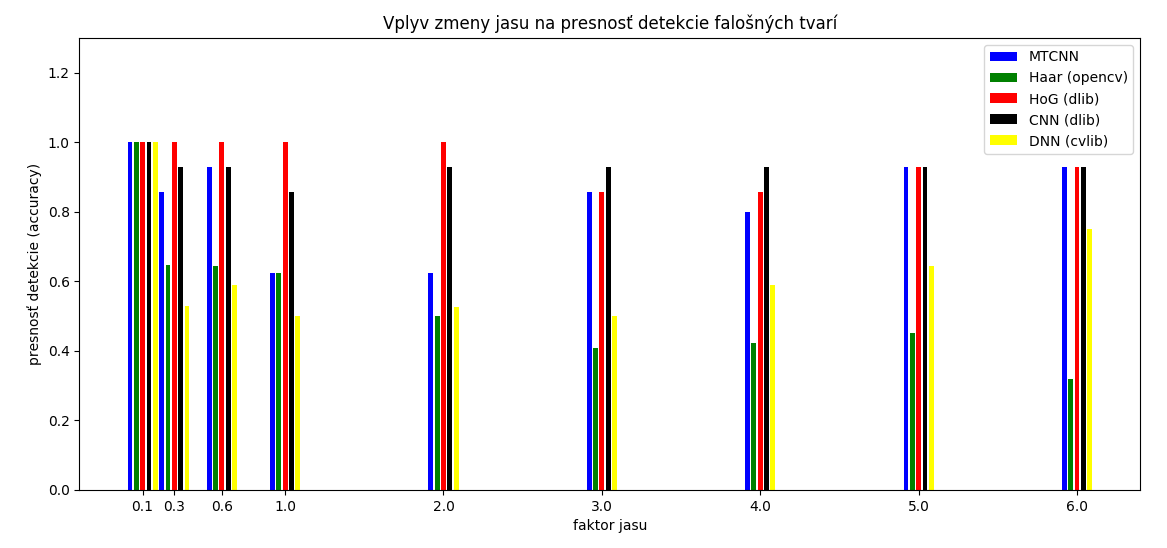 Vplyv zmeny jasu na presnosť detekcie falošných tvarí
MTCNN
Haar (opencv)
HoG (dlib)
CNN (dlib)
DNN (cvlib)
presnosť detekcie (accuracy)
1.2
1.0
0.8
0.6
0.4
0.2
0.0
0.1 0.3 0.6 1.0 2.0 3.0 4.0 5.0 6.0
faktor jasu